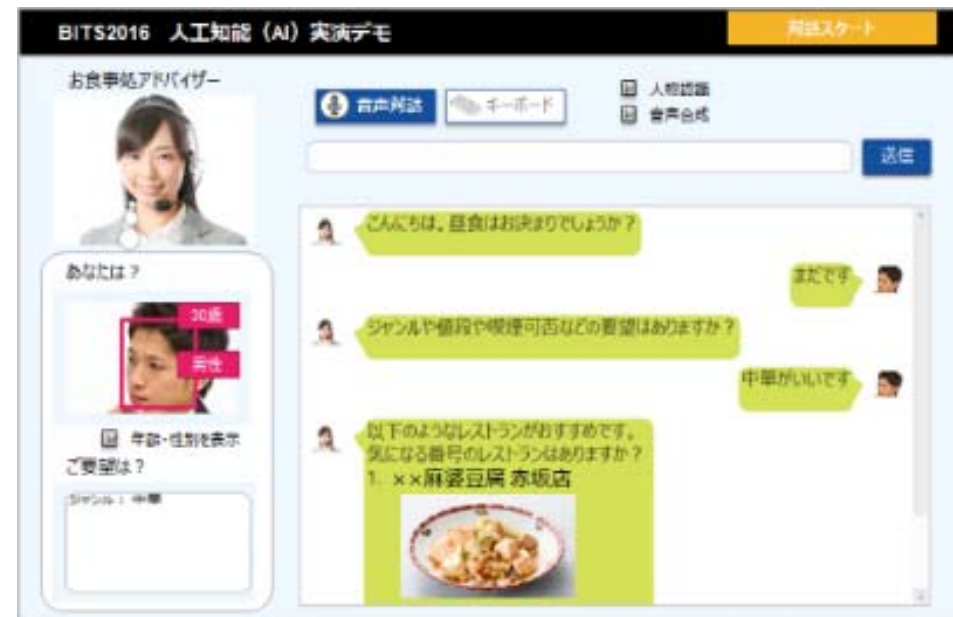 BITS2016 人工知能（AI）実演デモ
対話スタート
お食事処アドバイザー
音声対話
キーボード
人物認識
音声合成
送信
こんにちは。昼食はお決まりでしょうか？
まだです
ジャンルや値段や喫煙可否などの要望はありますか？
中華がいいです
以下のようなレストランがおすすめです。
気になる番号のレストランはありますか？
1. ××麻婆豆腐 赤坂店
あなたは？
30歳
男性
年齢・性別を表示
ご要望は？
ジャンル： 中華